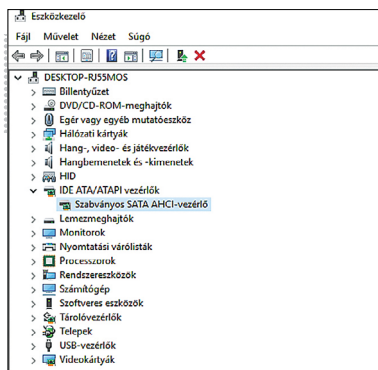 Eszközkezelő
Fájl Művelet Nézet Súgó
DESKTOP-RJ55MOS
Billentyűzet
DVD/CD-ROM-meghajtók
Egér vagy egyéb mutatóeszköz
Hálózati kártyák
Hang-, video- és játékvezérlők
Hangbemenetek és -kimenetek
HID
IDE ATA/ATAPI vezérlők
Szabványos SATA AHCI-vezérlő
Lemezmeghajtók
Monitorok
Nyomtatási várólisták
Processzorok
Rendszereszközök
Számítógép
Szoftveres eszközök
Tárolóvezérlők
Telepek
USB-vezérlők
Videokártyák